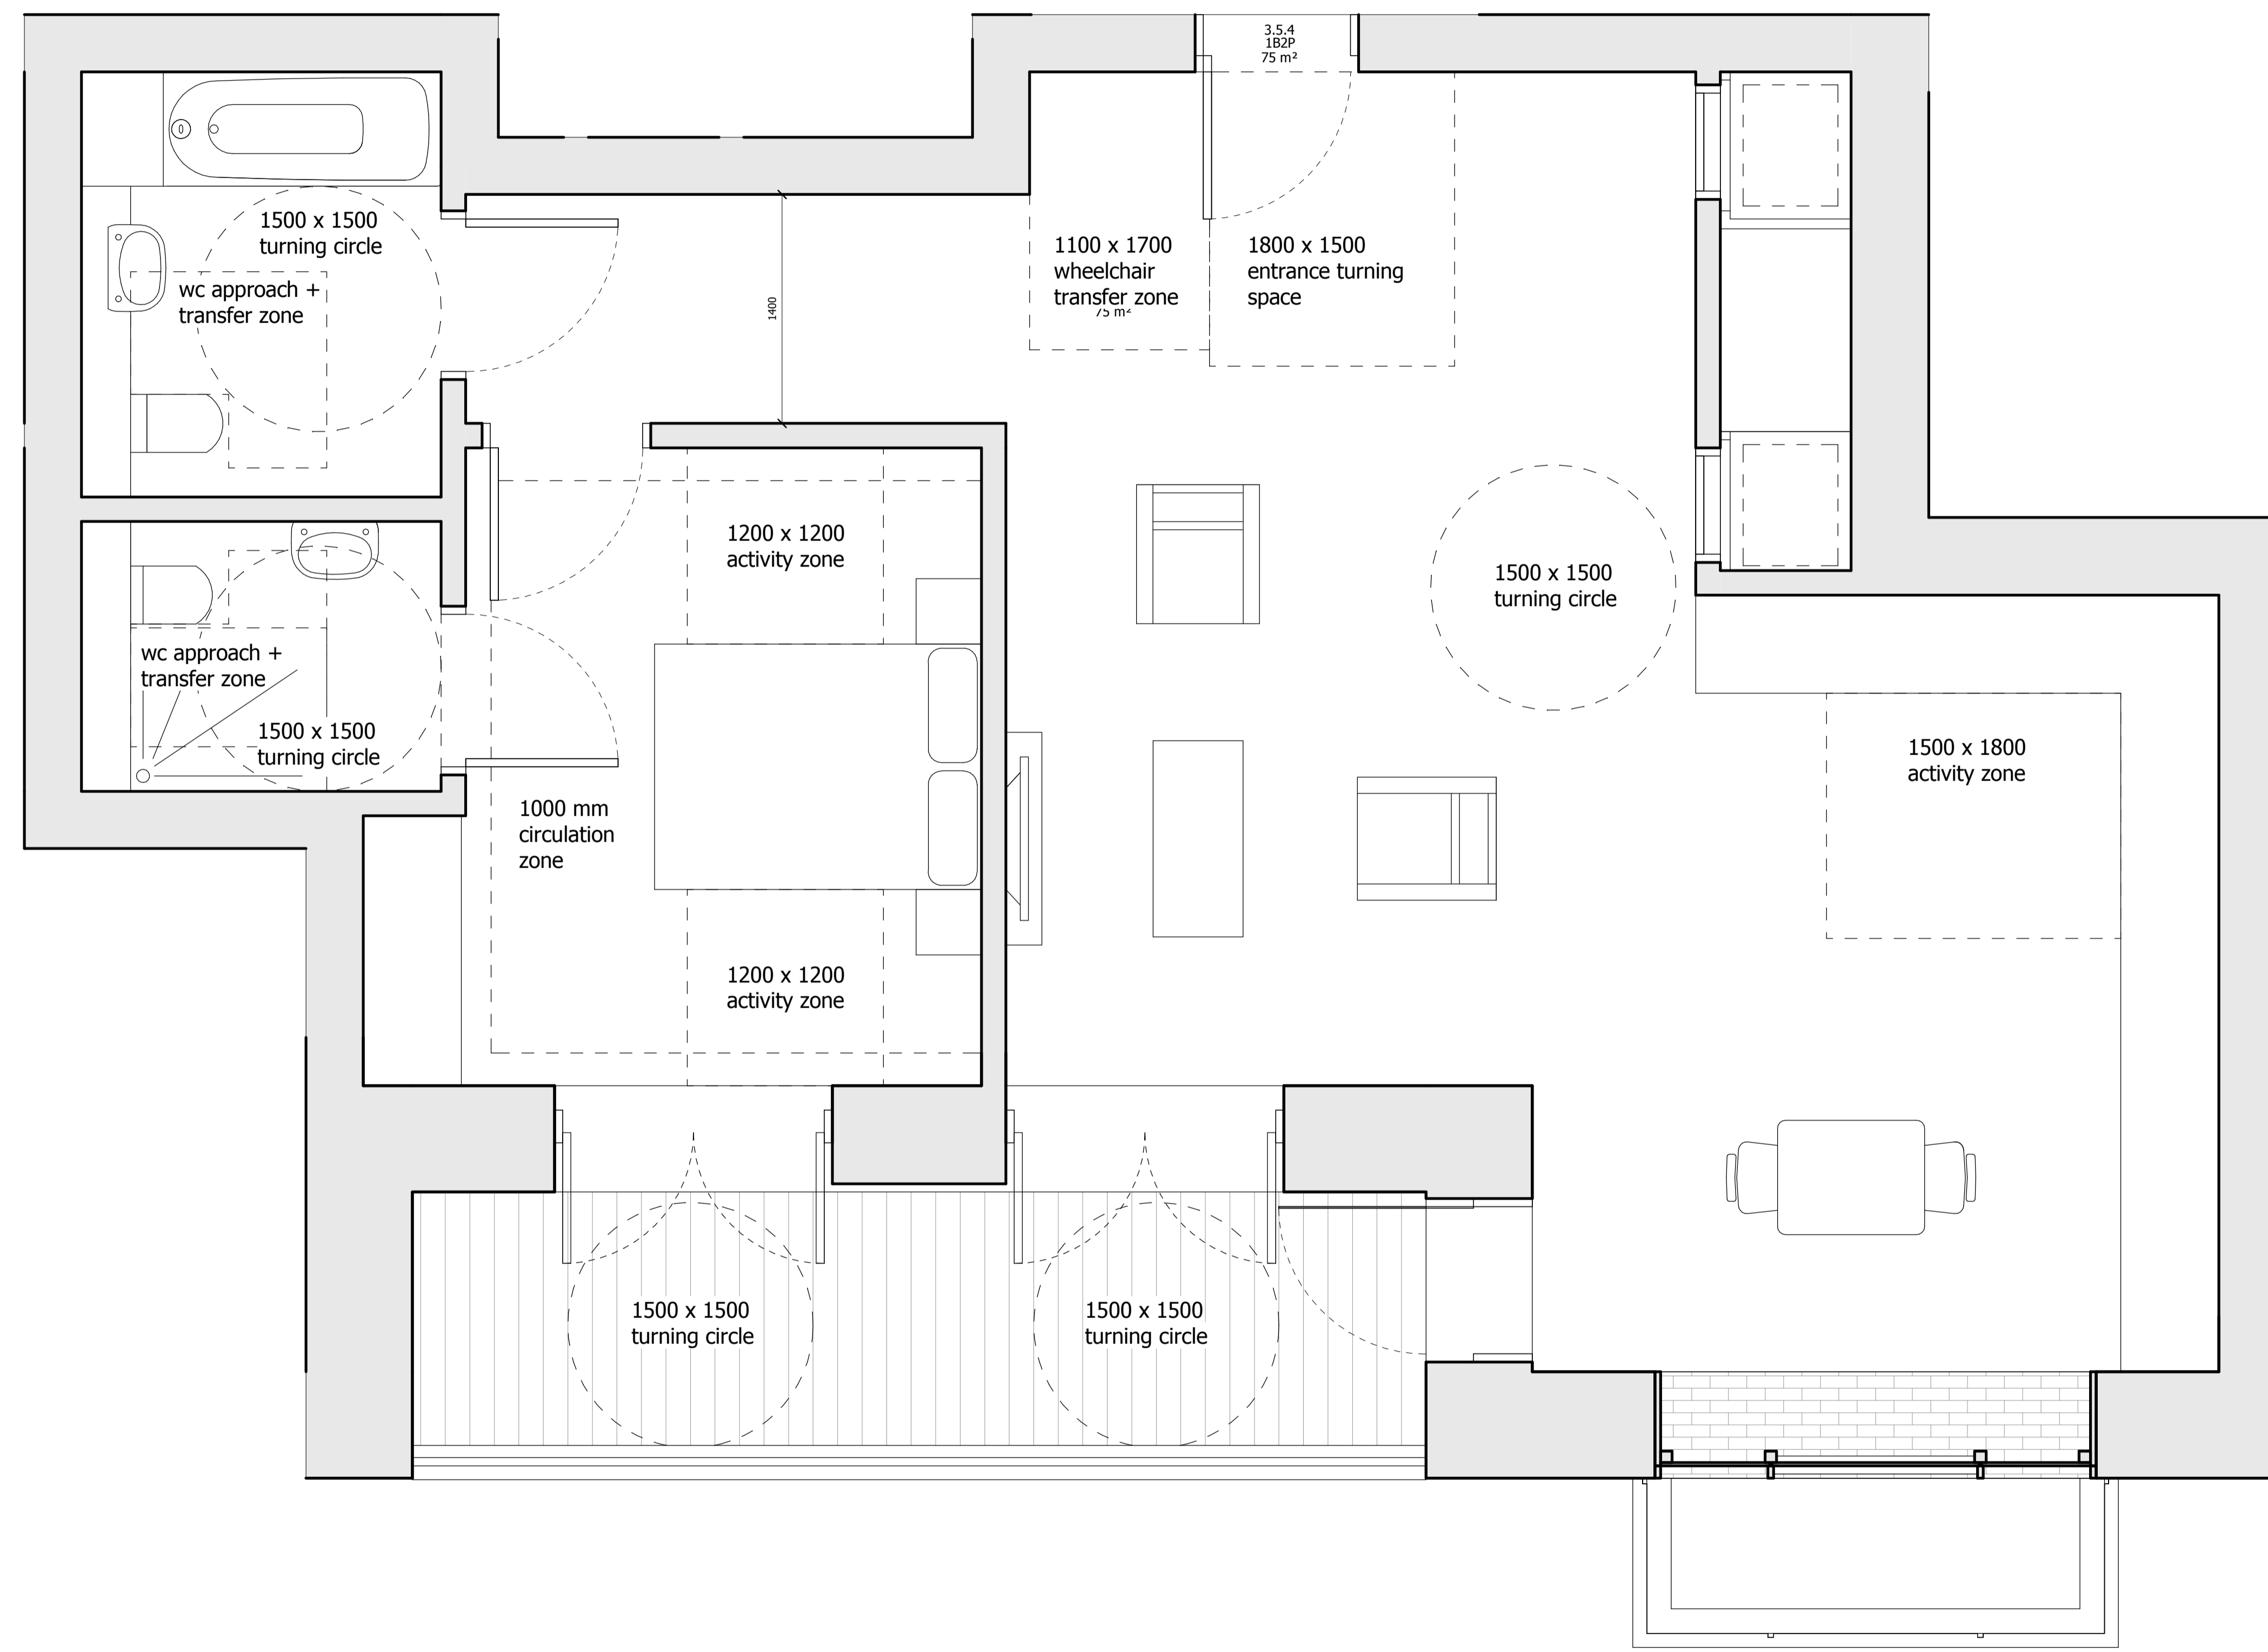 3.5.4
1B2P
75 m²
1500 x 1500
turning circle
wc approach +
transfer zone
1400
1100 x 1700
wheelchair
transfer zone
75 m²
1800 x 1500
entrance turning
space
1200 x 1200
activity zone
1500 x 1500
turning circle
wc approach +
transfer zone
1500 x 1500
turning circle
1500 x 1800
activity zone
1000 mm
circulation
zone
1200 x 1200
activity zone
1500 x 1500
turning circle
1500 x 1500
turning circle